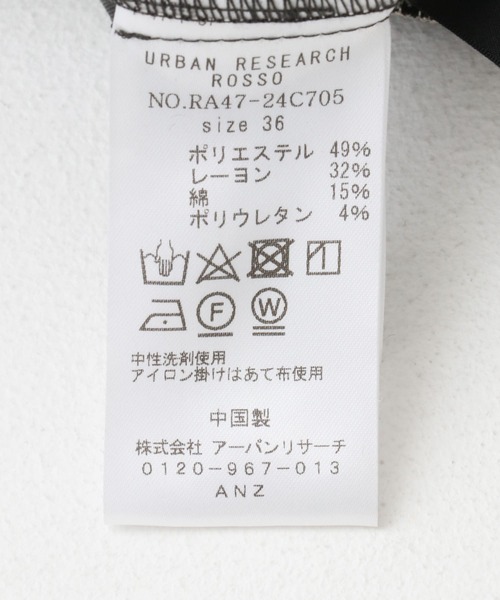 URBAN RESEARCH
ROSSO
NO.RA47-24C705
size 36
ポリエステル 49%
レーヨン 32%
綿 15%
ポリウレタン 4%
F W
中性洗剤使用
アイロン掛けはあて布使用
中国製
株式会社 アーバンリサーチ
0120-967-013
ANZ